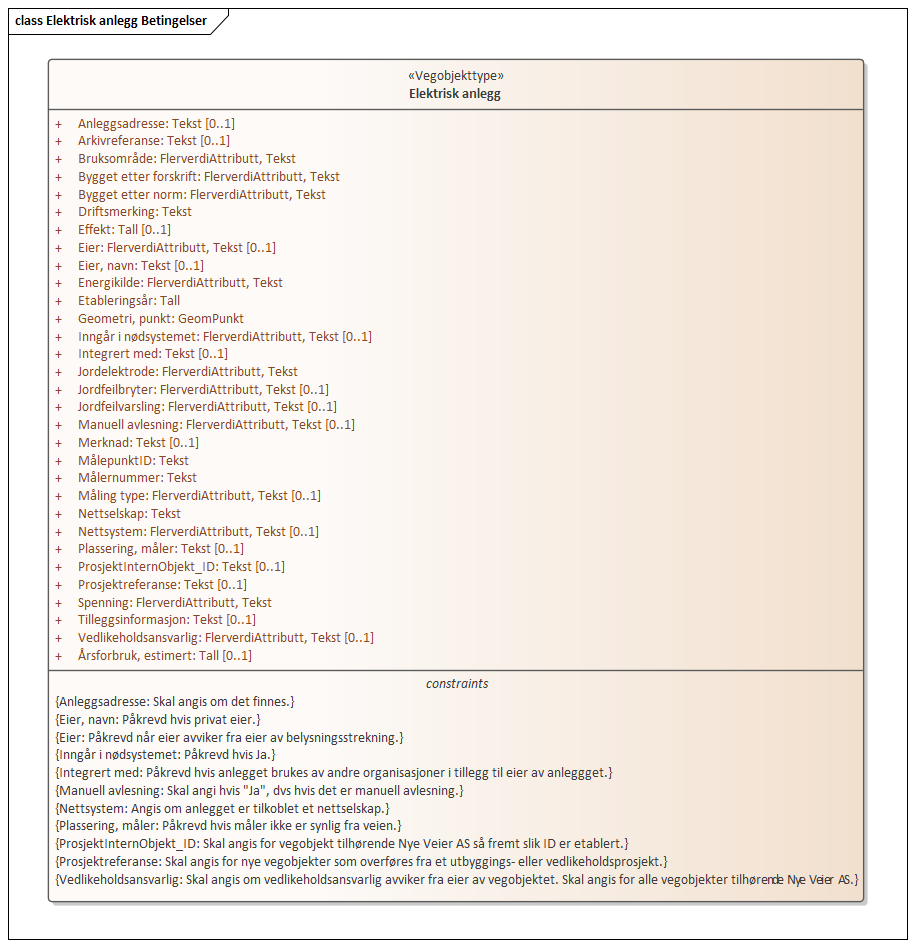 class Elektrisk anlegg Betingelser
«Vegobjekttype»
Elektrisk anlegg
+ Anleggsadresse: Tekst [0..1]
+ Arkivreferanse: Tekst [0..1]
+ Bruksområde: FlerverdiAttributt, Tekst
+ Bygget etter forskrift: FlerverdiAttributt, Tekst
+ Bygget etter norm: FlerverdiAttributt, Tekst
+ Driftsmerking: Tekst
+ Effekt: Tall [0..1]
+ Eier: FlerverdiAttributt, Tekst [0..1]
+ Eier, navn: Tekst [0..1]
+ Energikilde: FlerverdiAttributt, Tekst
+ Etableringsår: Tall
+ Geometri, punkt: GeomPunkt
+ Inngår i nødsystemet: FlerverdiAttributt, Tekst [0..1]
+ Integrert med: Tekst [0..1]
+ Jordelektrode: FlerverdiAttributt, Tekst
+ Jordfeilbryter: FlerverdiAttributt, Tekst [0..1]
+ Jordfeilvarsling: FlerverdiAttributt, Tekst [0..1]
+ Manuell avlesning: FlerverdiAttributt, Tekst [0..1]
+ Merknad: Tekst [0..1]
+ MålepunktID: Tekst
+ Målernummer: Tekst
+ Måling type: FlerverdiAttributt, Tekst [0..1]
+ Nettselskap: Tekst
+ Nettsystem: FlerverdiAttributt, Tekst [0..1]
+ Plassering, måler: Tekst [0..1]
+ ProsjektInternObjekt_ID: Tekst [0..1]
+ Prosjektreferanse: Tekst [0..1]
+ Spenning: FlerverdiAttributt, Tekst
+ Tilleggsinformasjon: Tekst [0..1]
+ Vedlikeholdsansvarlig: FlerverdiAttributt, Tekst [0..1]
+ Årsforbruk, estimert: Tall [0..1]
constraints
{Anleggsadresse: Skal angis om det finnes.}
{Eier, navn: Påkrevd hvis privat eier.}
{Eier: Påkrevd når eier avviker fra eier av belysningsstrekning.}
{Inngår i nødsystemet: Påkrevd hvis Ja.}
{Integrert med: Påkrevd hvis anlegget brukes av andre organisasjoner i tillegg til eier av anleggget.}
{Manuell avlesning: Skal angi hvis "Ja", dvs hvis det er manuell avlesning.}
{Nettsystem: Angis om anlegget er tilkoblet et nettselskap.}
{Plassering, måler: Påkrevd hvis måler ikke er synlig fra veien.}
{ProsjektInternObjekt_ID: Skal angis for vegobjekt tilhørende Nye Veier AS så fremt slik ID er etablert.}
{Prosjektreferanse: Skal angis for nye vegobjekter som overføres fra et utbyggings- eller vedlikeholdsprosjekt.}
{Vedlikeholdsansvarlig: Skal angis om vedlikeholdsansvarlig avviker fra eier av vegobjektet. Skal angis for alle vegobjekter tilhørende Nye Veier AS.}